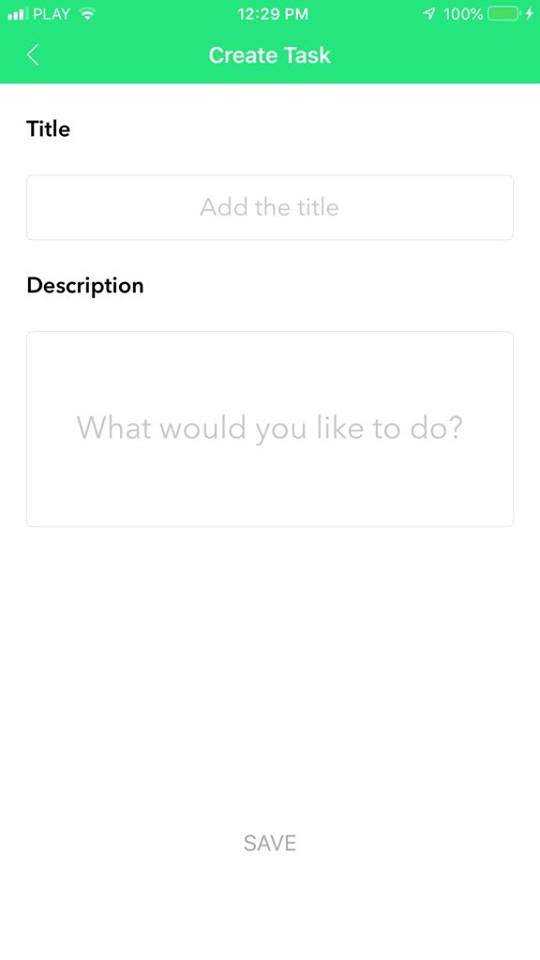 PLAY 12:29 PM 100%
Create Task
Title
Add the title
Description
What would you like to do?
SAVE